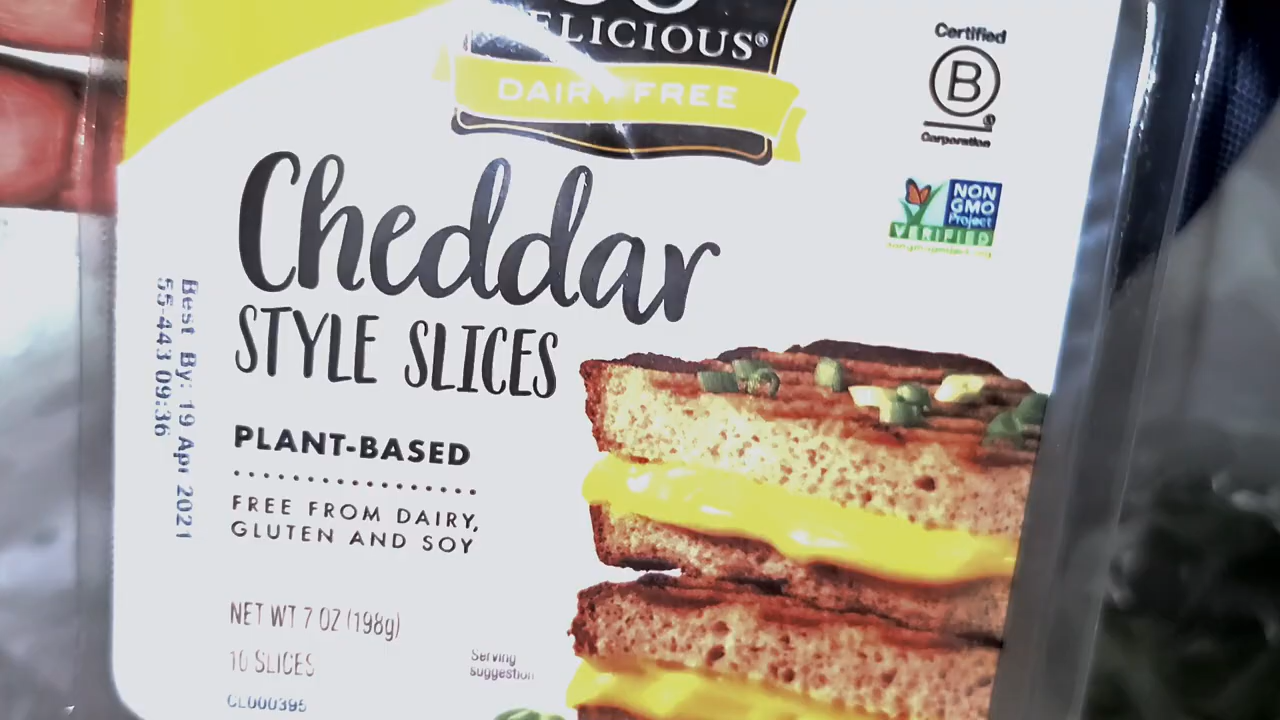 DELICIOUS®
DAIRY FREE
Certified
B
Corporation
NON
GMO
Project
VERIFIED
Cheddar
STYLE SLICES
PLANT-BASED
FREE FROM DAIRY,
GLUTEN AND SOY
NET WT 7 OZ (198g)
10 SLICES
CL000395
Serving
suggestion
Best By: 19 Apr 2021
55-443 09:36